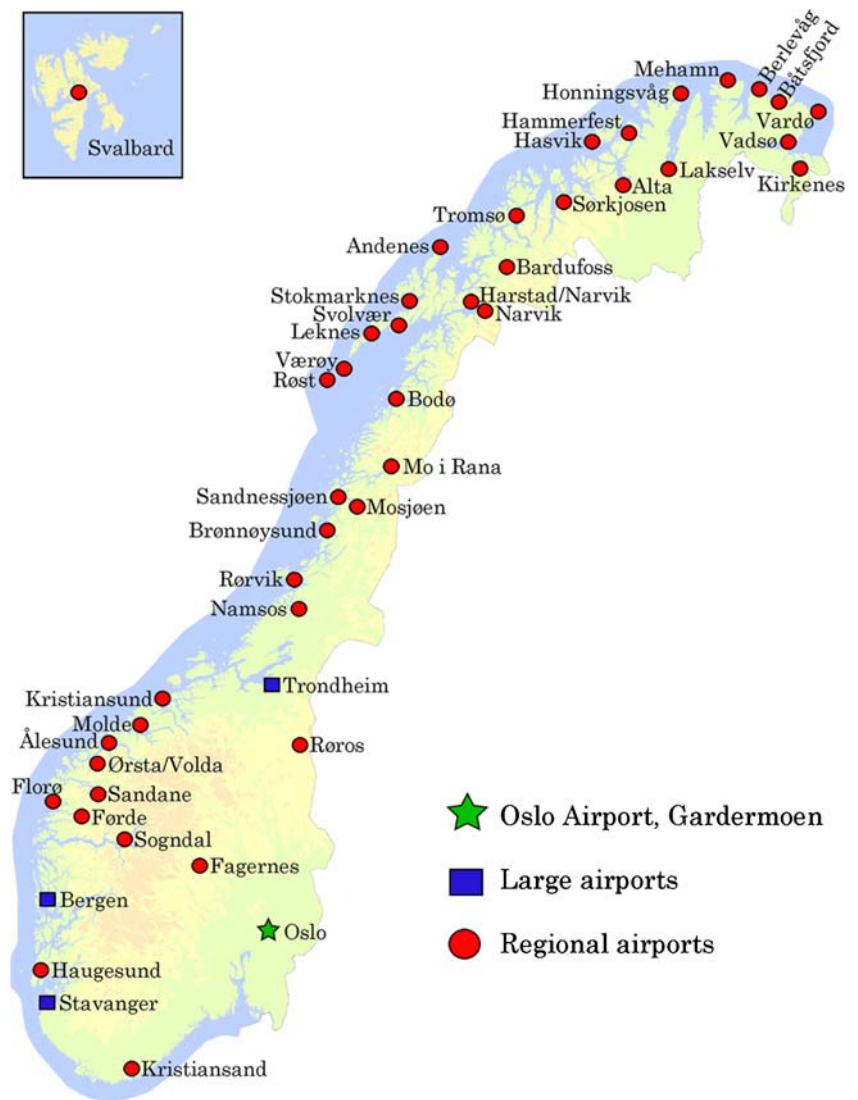 Svalbard
Berlevåg
Båtsfjord
Mehamn
Honningsvåg
Vardø
Hammerfest
Hasvik
Vadsø
Lakselv
Kirkenes
Alta
Sørkjosen
Tromsø
Andenes
Bardufoss
Stokmarknes
Harstad/Narvik
Svolvær
Narvik
Leknes
Værøy
Røst
Bodø
Mo i Rana
Sandnessjøen
Mosjøen
Brønnøysund
Rørvik
Namsos
Trondheim
Kristiansund
Molde
Ålesund
Røros
Ørsta/Volda
Florø
Sandane
Førde
Sogndal
Fagernes
Bergen
Oslo
Haugesund
Stavanger
Kristiansand
Oslo Airport, Gardermoen
Large airports
Regional airports